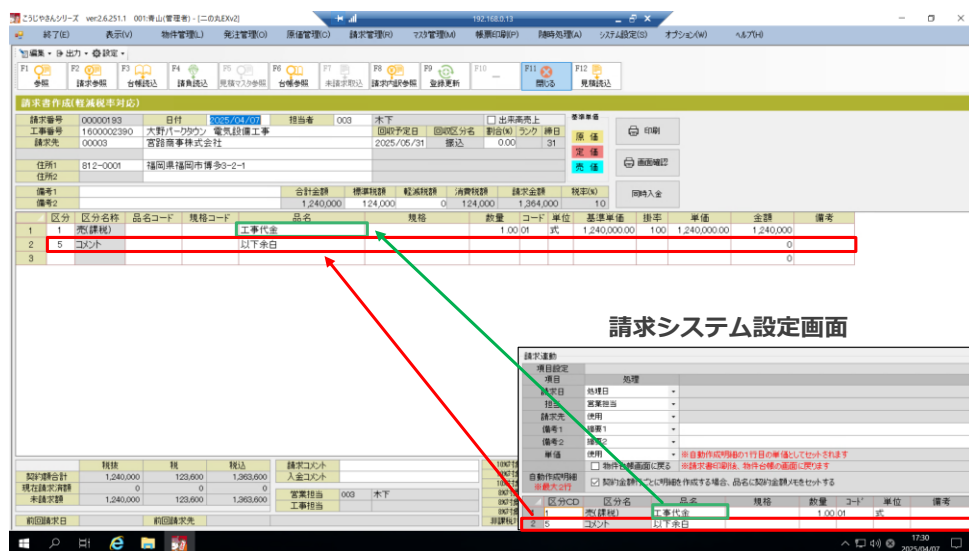 こうじやさんシリーズ ver2.6.251.1 001:青山(管理者) - [二の丸EXv2]
192.168.0.13
終了(E) 表示(V) 物件管理(L) 発注管理(O) 原価管理(C) 請求管理(R) マスタ管理(M) 帳票印刷(P) 随時処理(A) システム設定(S) オプション(W) ヘルプ(H)
編集 出力 設定
F1 F2 F3 F4 F5 F6 F7 F8 F9 F10 F11 F12
参照 請求参照 台帳読込 請負読込 見積マスタ参照 台帳参照 未請求取込 請求内訳参照 登録更新 閉じる 見積読込
請求書作成(軽減税率対応)
請求番号 00000193 日付 2025/04/07 担当者 003 木下 出来高売上 基準単価
工事番号 1600002390 大野パークタウン 電気設備工事 回収予定日 回収区分名 割合(%) ランク 締日 原価 印刷
請求先 00003 宮路商事株式会社 2025/05/31 振込 0.00 31
定価
住所1 812-0001 福岡県福岡市博多3-2-1 売価 画面確認
住所2
備考1 合計金額 標準税額 軽減税額 消費税額 請求金額 税率(%) 同時入金
備考2 1,240,000 124,000 0 124,000 1,364,000 10
区分 区分名称 品名コード 規格コード 品名 規格 数量 コード 単位 基準単価 掛率 単価 金額 備考
1 1 売(課税) 工事代金 1.00 01 式 1,240,000.00 100 1,240,000.00 1,240,000
2 5 コメント 以下余白 0
3 0
請求システム設定画面
請求連動
項目設定
項目 処理
請求日 処理日
担当 営業担当
請求先 使用
備考1 摘要1
備考2 摘要2
単価 使用 ※自動作成明細の1行目の単価としてセットされます
物件台帳画面に戻る ※請求書印刷後、物件台帳の画面に戻ります
自動作成明細 契約金額行ごとに明細を作成する場合、品名に契約金額メモをセットする
※最大2行
区分CD 区分名 品名 規格 数量 コード 単位 備考
1 1 売(課税) 工事代金 1.00 01 式
2 5 コメント 以下余白
税抜 税 税込 請求コメント
契約額合計 1,240,000 123,600 1,363,600 入金コメント
現在請求済額 0 0 0
未請求額 1,240,000 123,600 1,363,600 営業担当 003 木下
工事担当
前回請求日 前回請求先
17:30
2025/04/07